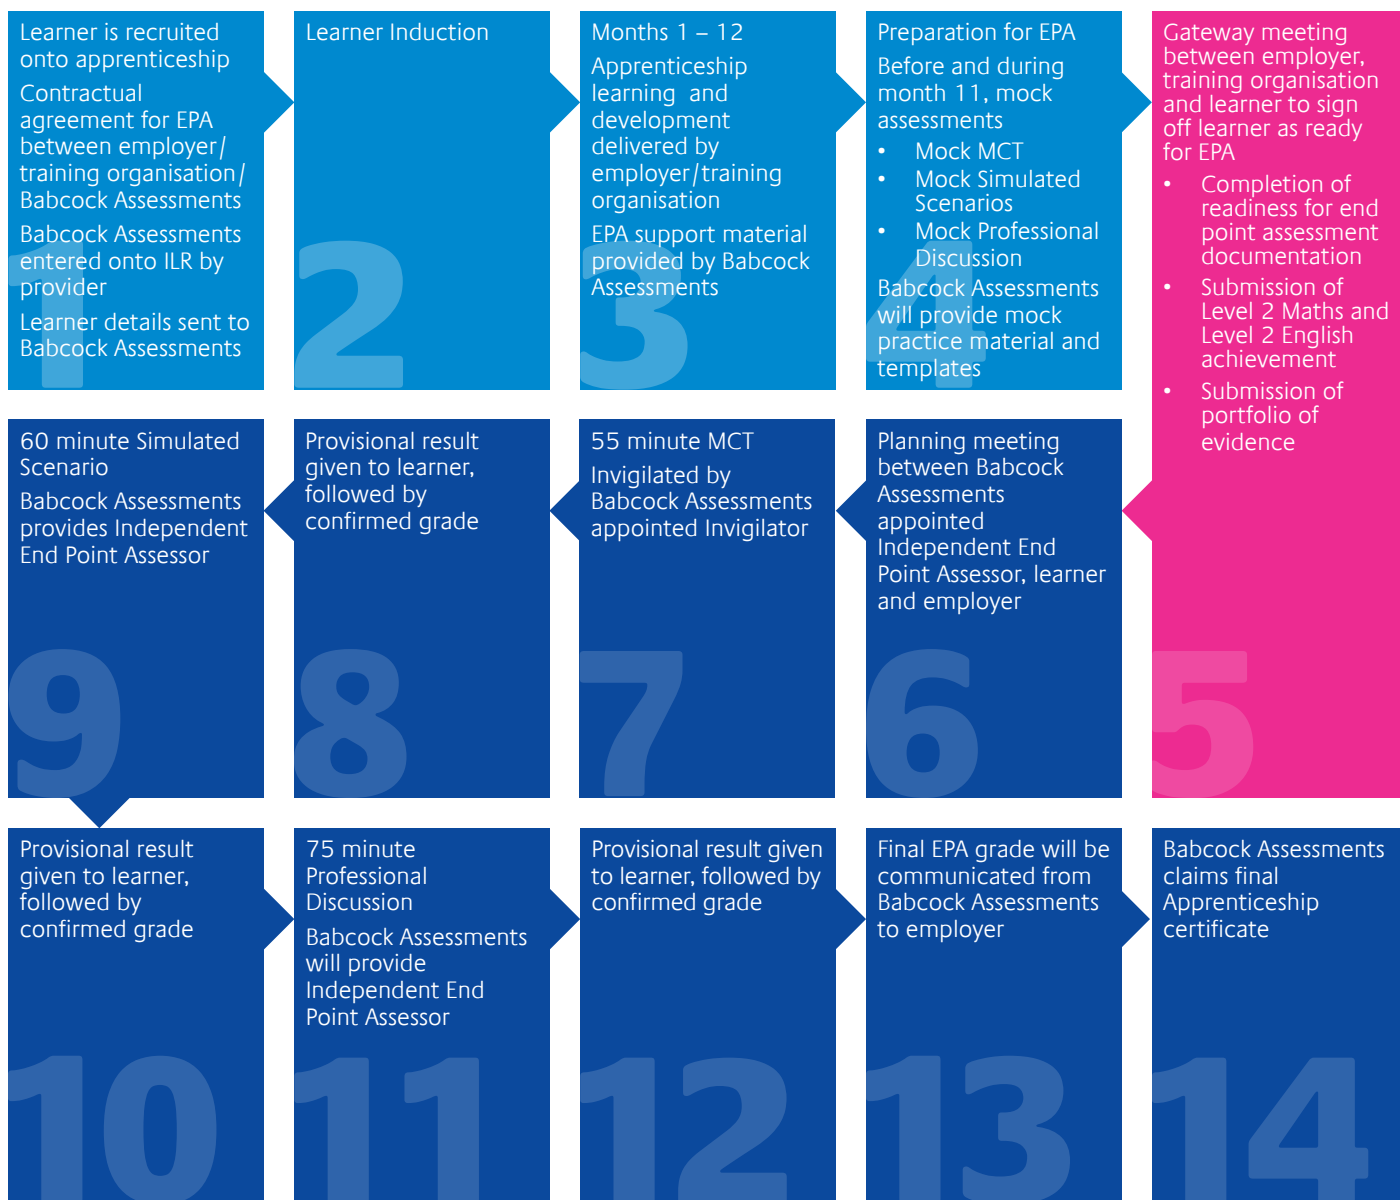 Learner is recruited
onto apprenticeship
Contractual
agreement for EPA
between employer/
training organisation/
Babcock Assessments
Babcock Assessments
entered onto ILR by
provider
Learner details sent to
Babcock Assessments
1
Learner Induction
2
Months 1 – 12
Apprenticeship
learning and
development
delivered by
employer/training
organisation
EPA support material
provided by Babcock
Assessments
3
Preparation for EPA
Before and during
month 11, mock
assessments
• Mock MCT
• Mock Simulated
Scenarios
• Mock Professional
Discussion
Babcock Assessments
will provide mock
practice material and
templates
4
Gateway meeting
between employer,
training organisation
and learner to sign
off learner as ready
for EPA
• Completion of
readiness for end
point assessment
documentation
• Submission of
Level 2 Maths and
Level 2 English
achievement
• Submission of
portfolio of
evidence
5
Planning meeting
between Babcock
Assessments
appointed
Independent End
Point Assessor, learner
and employer
6
55 minute MCT
Invigilated by
Babcock Assessments
appointed Invigilator
7
Provisional result
given to learner,
followed by
confirmed grade
8
60 minute Simulated
Scenario
Babcock Assessments
provides Independent
End Point Assessor
9
Provisional result
given to learner,
followed by
confirmed grade
10
75 minute
Professional
Discussion
Babcock Assessments
will provide
Independent End
Point Assessor
11
Provisional result given
to learner, followed by
confirmed grade
12
Final EPA grade will be
communicated from
Babcock Assessments
to employer
13
Babcock Assessments
claims final
Apprenticeship
certificate
14